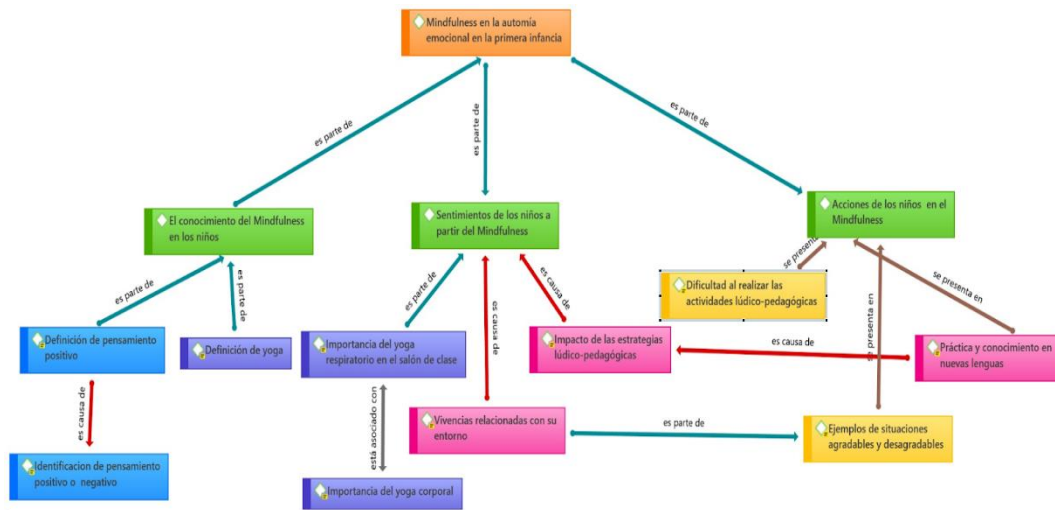 Mindfulness en la automía
emocional en la primera infancia
es parte de
es parte de
es parte de
El conocimiento del Mindfulness
en los niños
Sentimientos de los niños a
partir del Mindfulness
Acciones de los niños en el
Mindfulness
es parte de
es parte de
es parte de
es causa de
es causa de
se presenta
se presenta en
se presenta en
Dificultad al realizar las
actividades lúdico-pedagógicas
Definición de pensamiento
positivo
Definición de yoga
Importancia del yoga
respiratorio en el salón de clase
Impacto de las estrategias
lúdico-pedagógicas
es causa de
Práctica y conocimiento en
nuevas lenguas
es causa de
está asociado con
Vivencias relacionadas con su
entorno
es parte de
Ejemplos de situaciones
agradables y desagradables
Identificacion de pensamiento
positivo o negativo
Importancia del yoga corporal